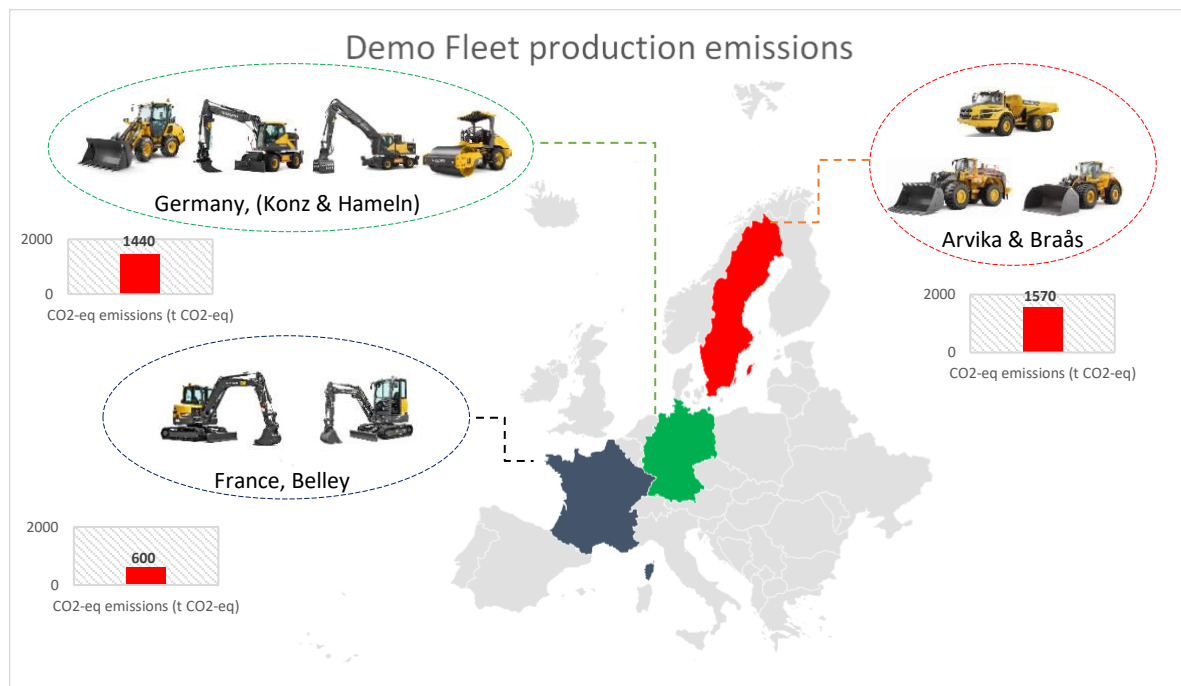 Demo Fleet production emissions
Germany, (Konz & Hameln)
2000
1440
0
CO2-eq emissions (t CO2-eq)
Arvika & Braås
2000
1570
0
CO2-eq emissions (t CO2-eq)
France, Belley
2000
600
0
CO2-eq emissions (t CO2-eq)